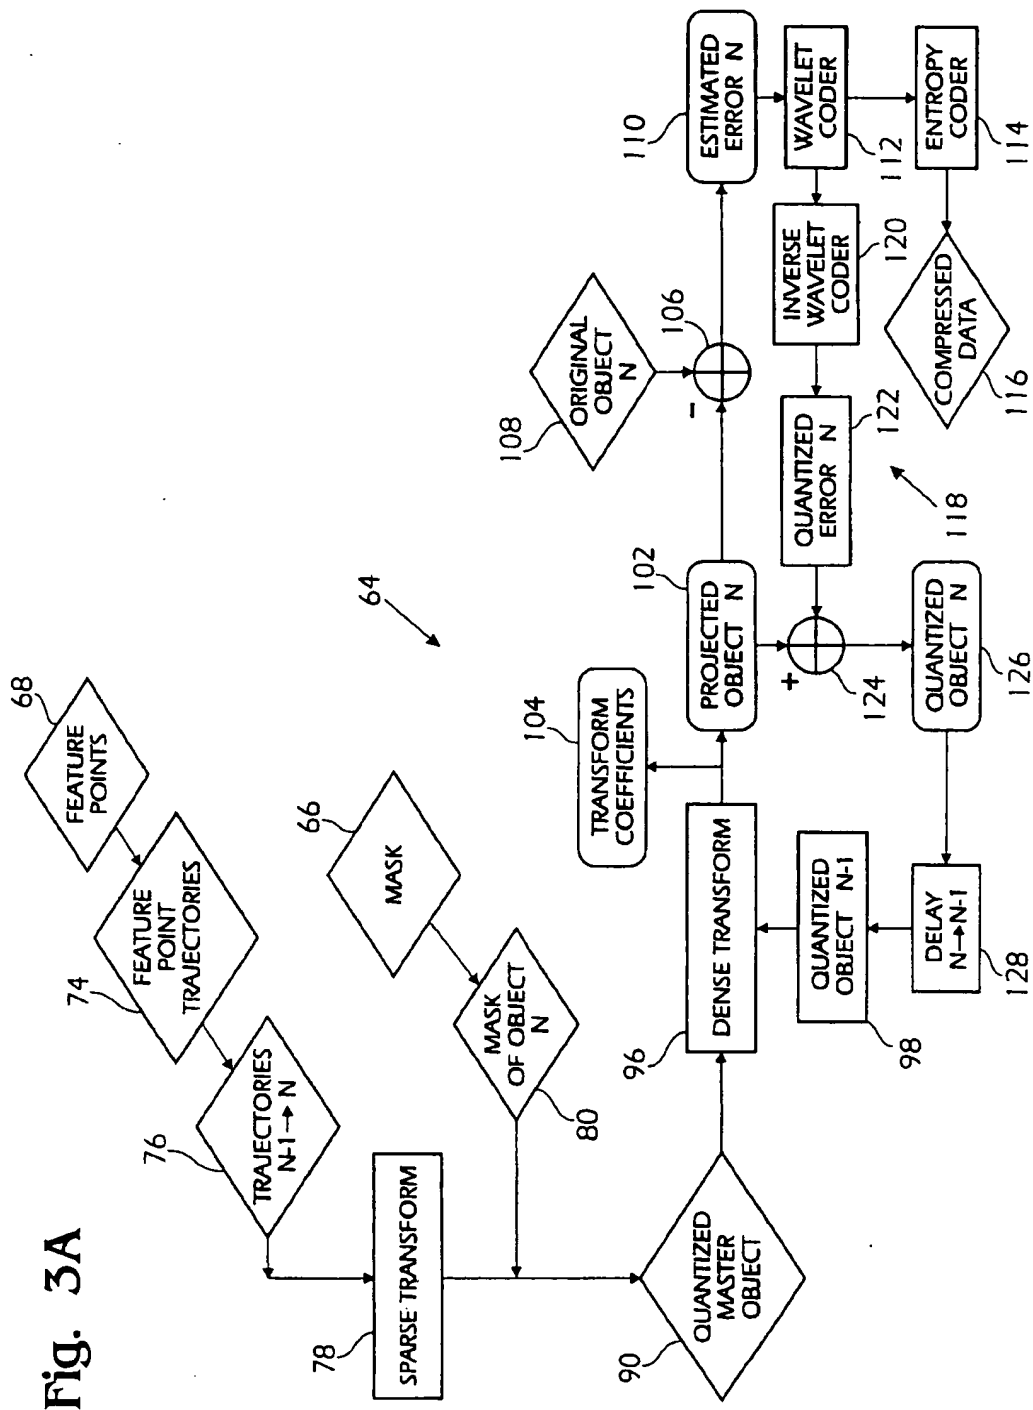 Fig. 3A
68
FEATURE
POINTS
74
FEATURE
POINT
TRAJECTORIES
76
TRAJECTORIES
N-1→N
78
SPARSE TRANSFORM
64
66
MASK
80
MASK
OF OBJECT
N
90
QUANTIZED
MASTER
OBJECT
96
DENSE TRANSFORM
98
QUANTIZED
OBJECT N-1
104
TRANSFORM
COEFFICIENTS
102
PROJECTED
OBJECT N
108
ORIGINAL
OBJECT
N
-
106
110
ESTIMATED
ERROR N
112
WAVELET
CODER
114
ENTROPY
CODER
116
COMPRESSED
DATA
120
INVERSE
WAVELET
CODER
122
QUANTIZED
ERROR N
118
+
124
126
QUANTIZED
OBJECT N
128
DELAY
N→N-1